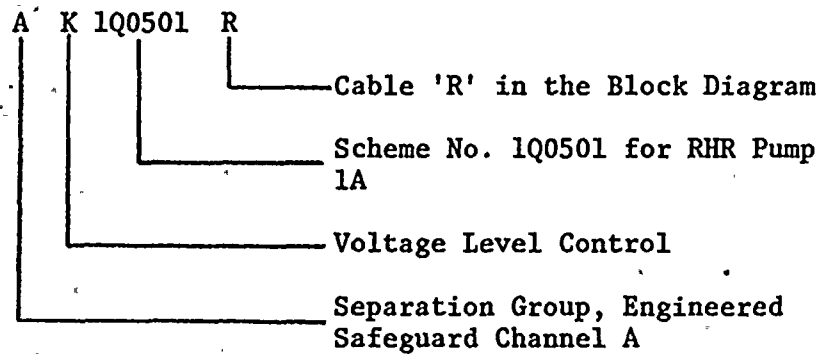 A K 1Q0501 R
Cable 'R' in the Block Diagram
Scheme No. 1Q0501 for RHR Pump
1A
Voltage Level Control
Separation Group, Engineered
Safeguard Channel A